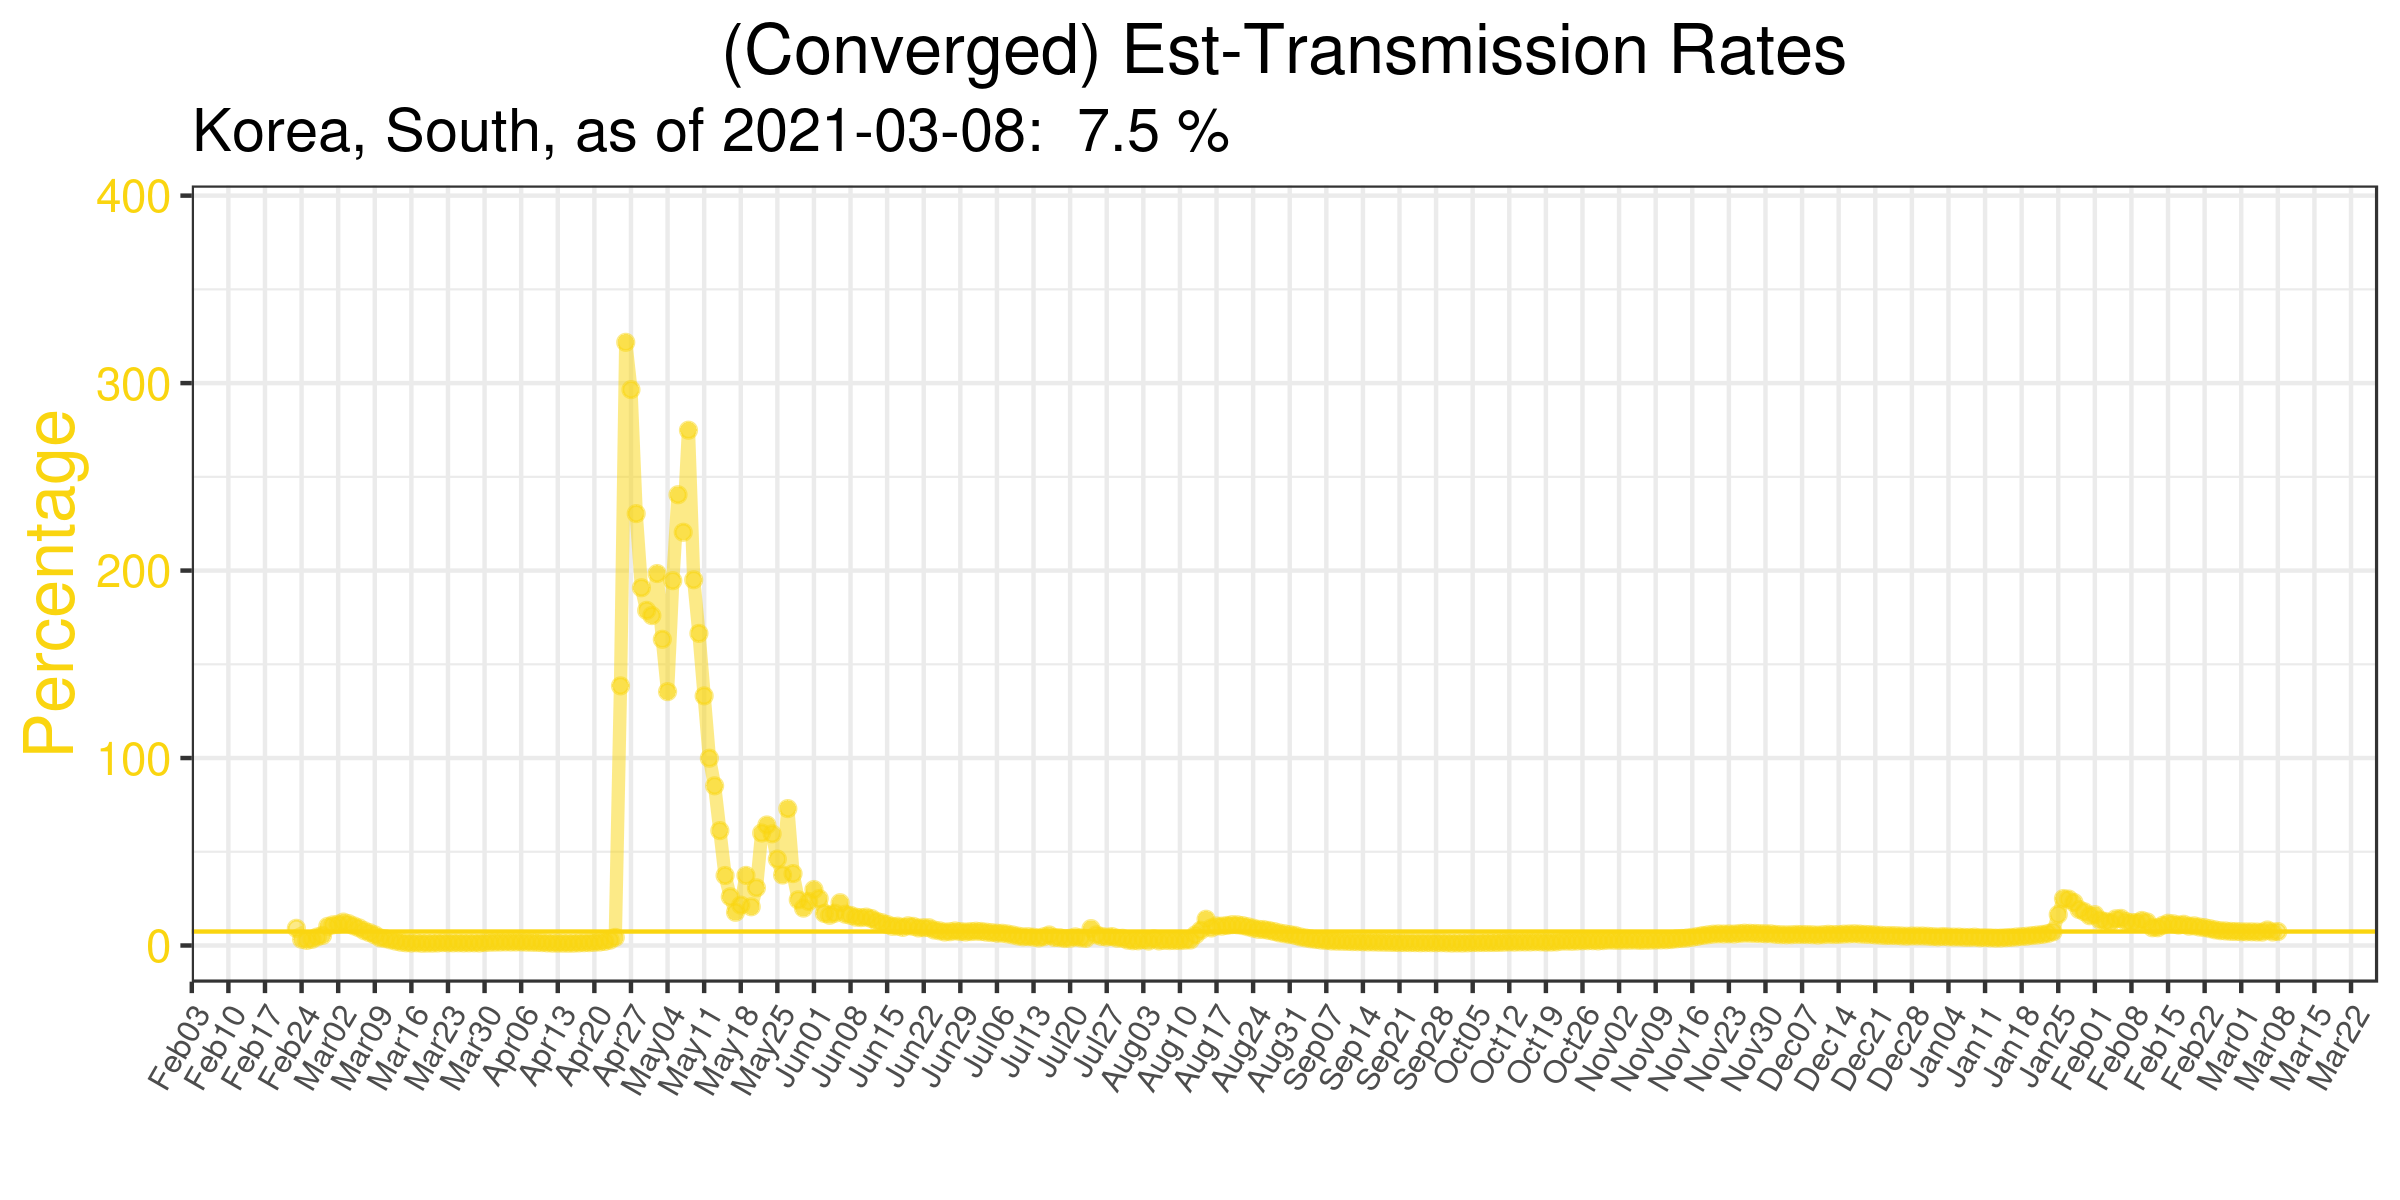 (Converged) Est-Transmission Rates
Korea, South, as of 2021-03-08:  7.5 %
Percentage
400
300
200
100
0
Feb03
Feb10
Feb17
Feb24
Mar02
Mar09
Mar16
Mar23
Mar30
Apr06
Apr13
Apr20
Apr27
May04
May11
May18
May25
Jun01
Jun08
Jun15
Jun22
Jun29
Jul06
Jul13
Jul20
Jul27
Aug03
Aug10
Aug17
Aug24
Aug31
Sep07
Sep14
Sep21
Sep28
Oct05
Oct12
Oct19
Oct26
Nov02
Nov09
Nov16
Nov23
Nov30
Dec07
Dec14
Dec21
Dec28
Jan04
Jan11
Jan18
Jan25
Feb01
Feb08
Feb15
Feb22
Mar01
Mar08
Mar15
Mar22